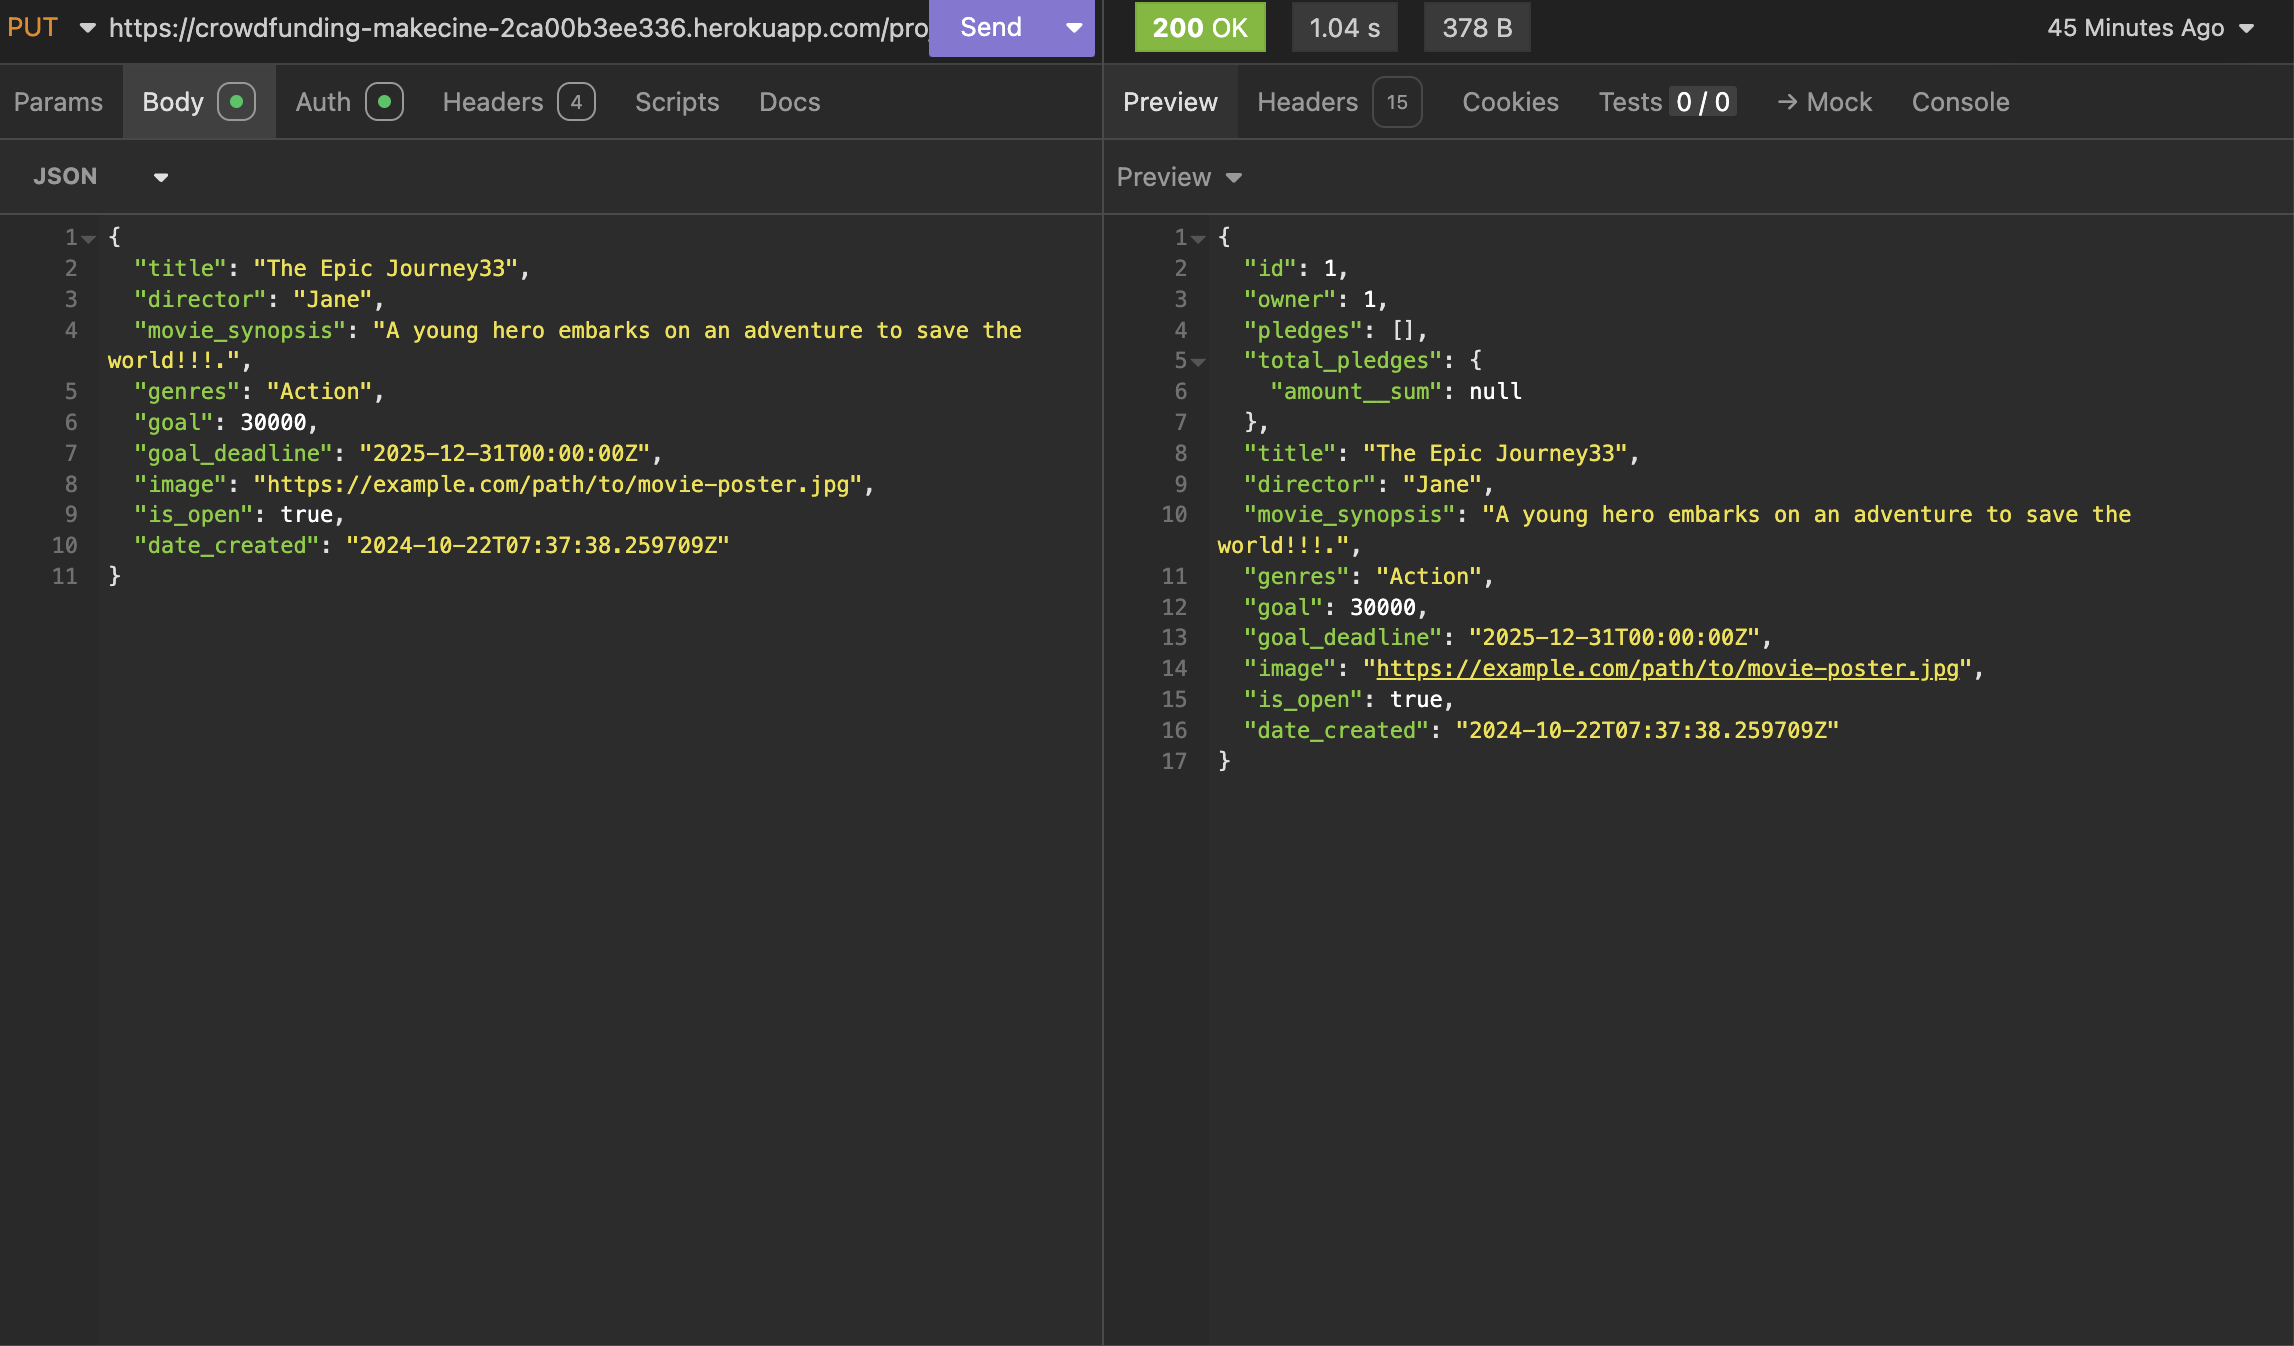 PUT https://crowdfunding-makecine-2ca00b3ee336.herokuapp.com/pro Send
200 OK 1.04 s 378 B 45 Minutes Ago
Params Body Auth Headers 4 Scripts Docs
Preview Headers 15 Cookies Tests 0 / 0 → Mock Console
JSON
Preview
1 {
2 "title": "The Epic Journey33",
3 "director": "Jane",
4 "movie_synopsis": "A young hero embarks on an adventure to save the
world!!!.",
5 "genres": "Action",
6 "goal": 30000,
7 "goal_deadline": "2025-12-31T00:00:00Z",
8 "image": "https://example.com/path/to/movie-poster.jpg",
9 "is_open": true,
10 "date_created": "2024-10-22T07:37:38.259709Z"
11 }
1 {
2 "id": 1,
3 "owner": 1,
4 "pledges": [],
5 "total_pledges": {
6 "amount__sum": null
7 },
8 "title": "The Epic Journey33",
9 "director": "Jane",
10 "movie_synopsis": "A young hero embarks on an adventure to save the
world!!!.",
11 "genres": "Action",
12 "goal": 30000,
13 "goal_deadline": "2025-12-31T00:00:00Z",
14 "image": "https://example.com/path/to/movie-poster.jpg",
15 "is_open": true,
16 "date_created": "2024-10-22T07:37:38.259709Z"
17 }